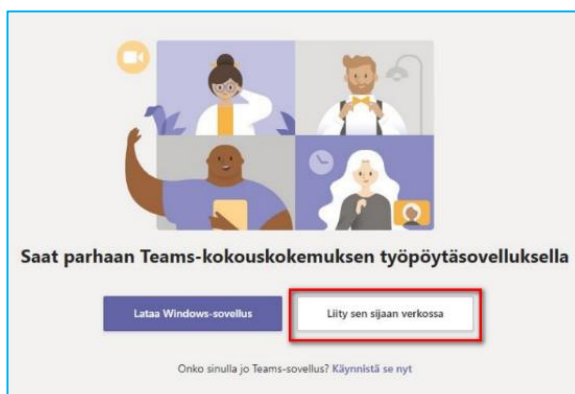 Saat parhaan Teams-kokouskokemuksen työpöytäsovelluksella
Lataa Windows-sovellus
Liity sen sijaan verkossa
Onko sinulla jo Teams-sovellus? Käynnistä se nyt